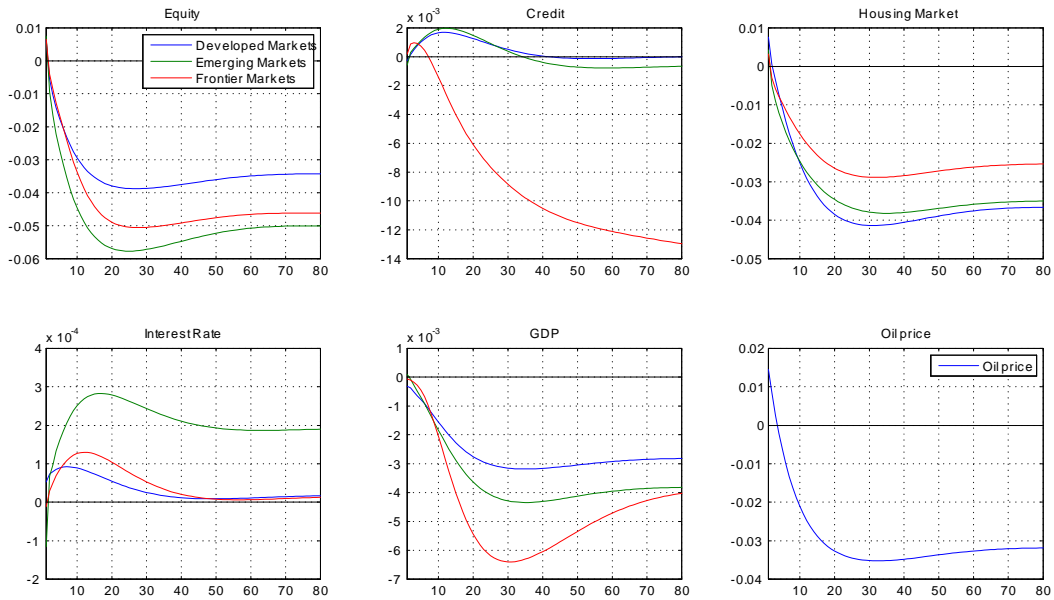 Equity
0.01
0
-0.01
-0.02
-0.03
-0.04
-0.05
-0.06
10 20 30 40 50 60 70 80
Developed Markets
Emerging Markets
Frontier Markets
Credit
x 10^-3
2
0
-2
-4
-6
-8
-10
-12
-14
10 20 30 40 50 60 70 80
Housing Market
0.01
0
-0.01
-0.02
-0.03
-0.04
-0.05
10 20 30 40 50 60 70 80
Interest Rate
x 10^-4
4
3
2
1
0
-1
-2
10 20 30 40 50 60 70 80
GDP
x 10^-3
1
0
-1
-2
-3
-4
-5
-6
-7
10 20 30 40 50 60 70 80
Oil price
0.02
0.01
0
-0.01
-0.02
-0.03
-0.04
10 20 30 40 50 60 70 80
Oil price